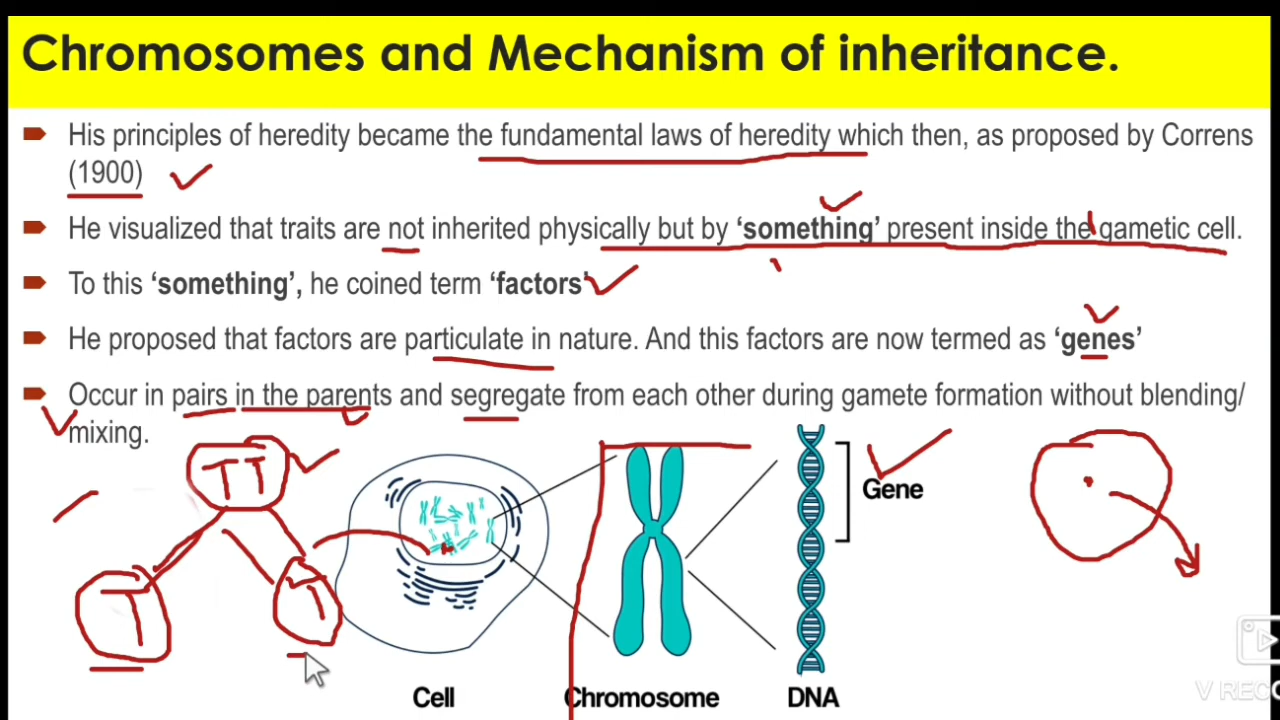 Chromosomes and Mechanism of inheritance.
His principles of heredity became the fundamental laws of heredity which then, as proposed by Correns
(1900)
He visualized that traits are not inherited physically but by ‘something’ present inside the gametic cell.
To this ‘something’, he coined term ‘factors’
He proposed that factors are particulate in nature. And this factors are now termed as ‘genes’
Occur in pairs in the parents and segregate from each other during gamete formation without blending/
mixing.
TT
Gene
T T
Cell Chromosome DNA
V RECO